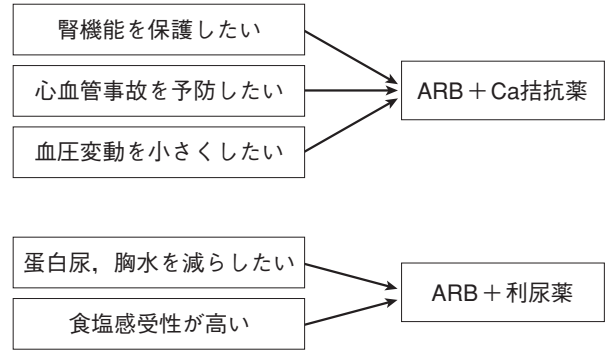 腎機能を保護したい
心血管事故を予防したい
血圧変動を小さくしたい
ARB＋Ca拮抗薬
蛋白尿，胸水を減らしたい
食塩感受性が高い
ARB＋利尿薬